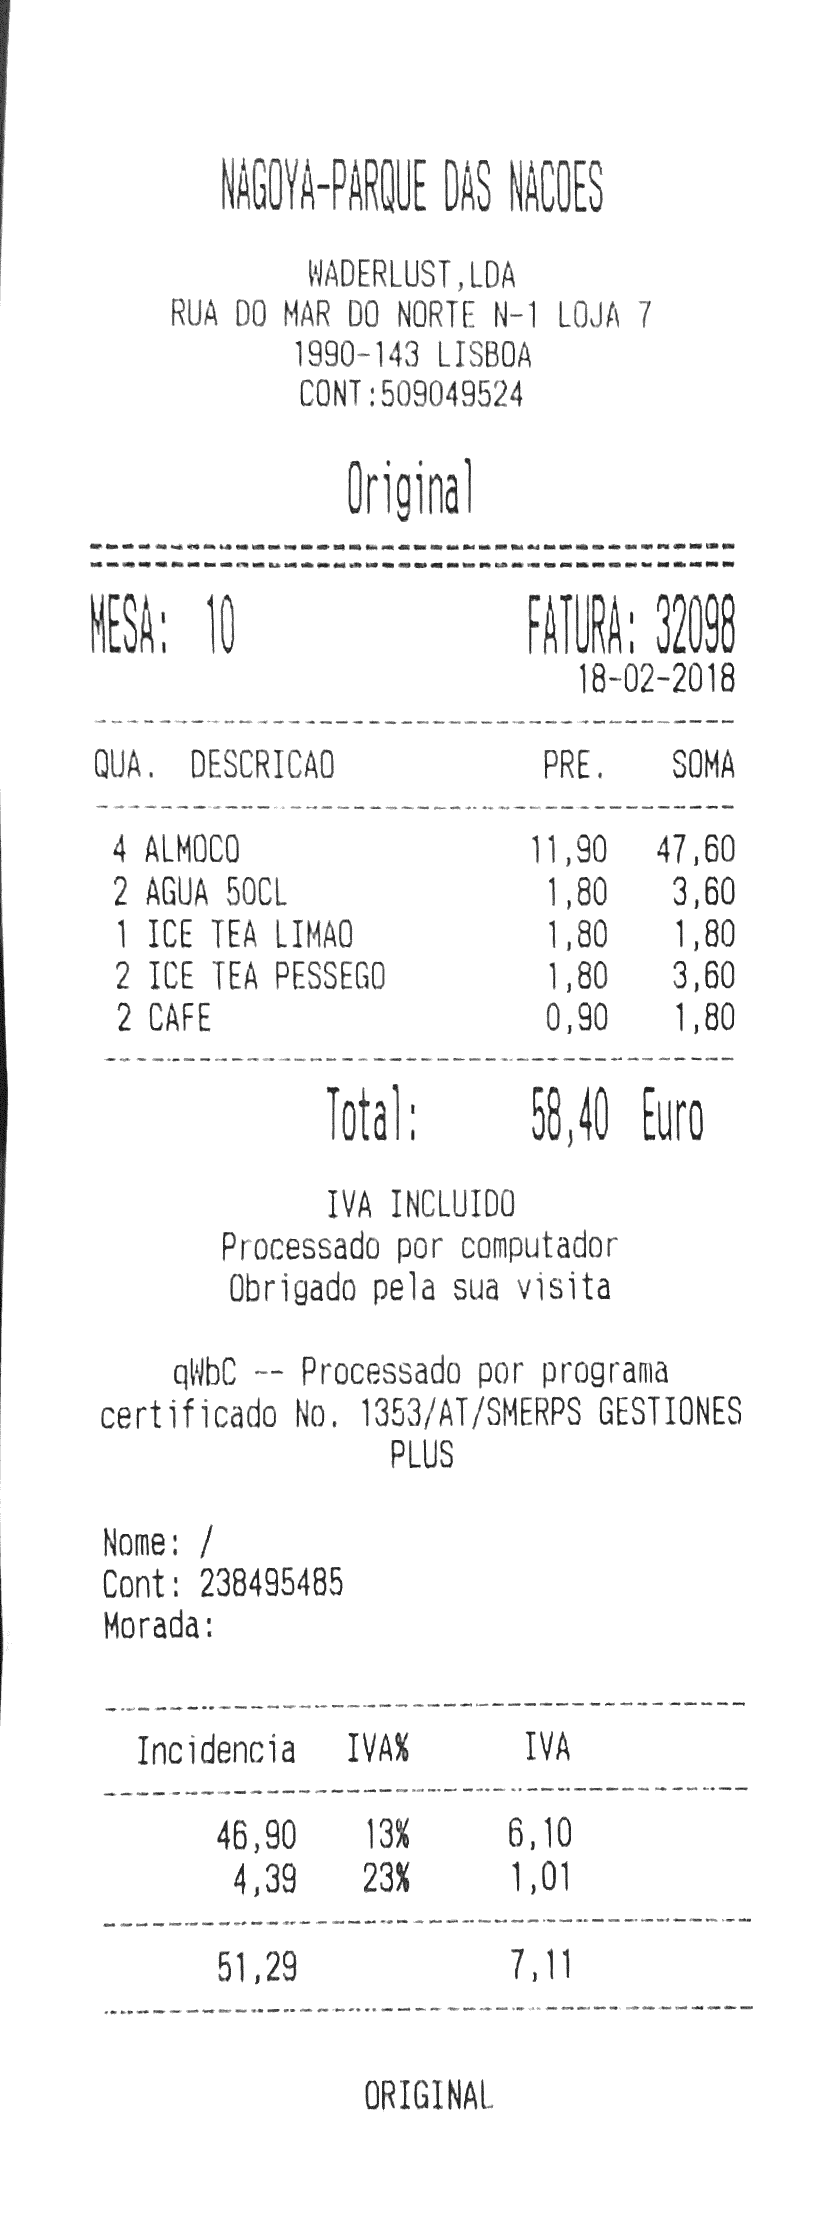 NAGOYA-PARQUE DAS NACOES
WADERLUST,LDA
RUA DO MAR DO NORTE N-1 LOJA 7
1990-143 LISBOA
CONT:509049524
Original
MESA: 10 FATURA: 32098
18-02-2018
QUA. DESCRICAO PRE. SOMA
4 ALMOCO 11,90 47,60
2 AGUA 50CL 1,80 3,60
1 ICE TEA LIMAO 1,80 1,80
2 ICE TEA PESSEGO 1,80 3,60
2 CAFE 0,90 1,80
Total: 58,40 Euro
IVA INCLUIDO
Processado por computador
Obrigado pela sua visita
qWbC -- Processado por programa
certificado No. 1353/AT/SMERPS GESTIONES
PLUS
Nome: /
Cont: 238495485
Morada:
Incidencia IVA% IVA
46,90 13% 6,10
4,39 23% 1,01
51,29 7,11
ORIGINAL